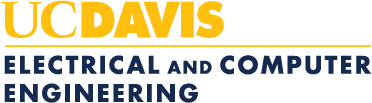 UCDAVIS
ELECTRICAL AND COMPUTER
ENGINEERING